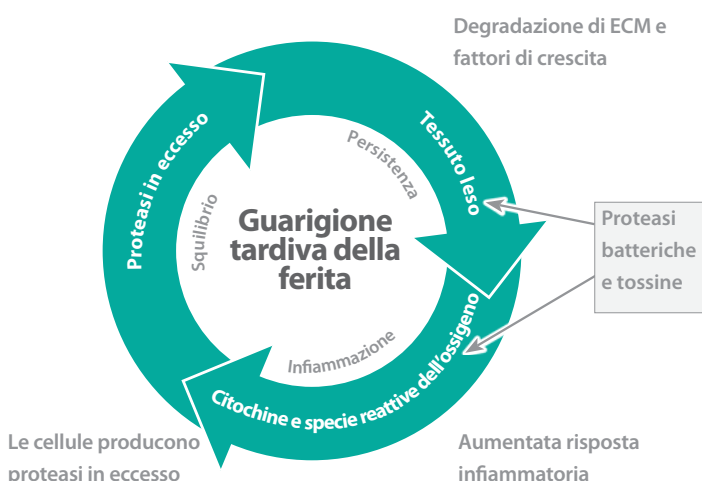 Degradazione di ECM e
fattori di crescita
Proteasi in eccesso
Tessuto leso
Persistenza
Squilibrio
Guarigione
tardiva della
ferita
Proteasi
batteriche
e tossine
Infiammazione
Citochine e specie reattive dell'ossigeno
Le cellule producono
proteasi in eccesso
Aumentata risposta
infiammatoria